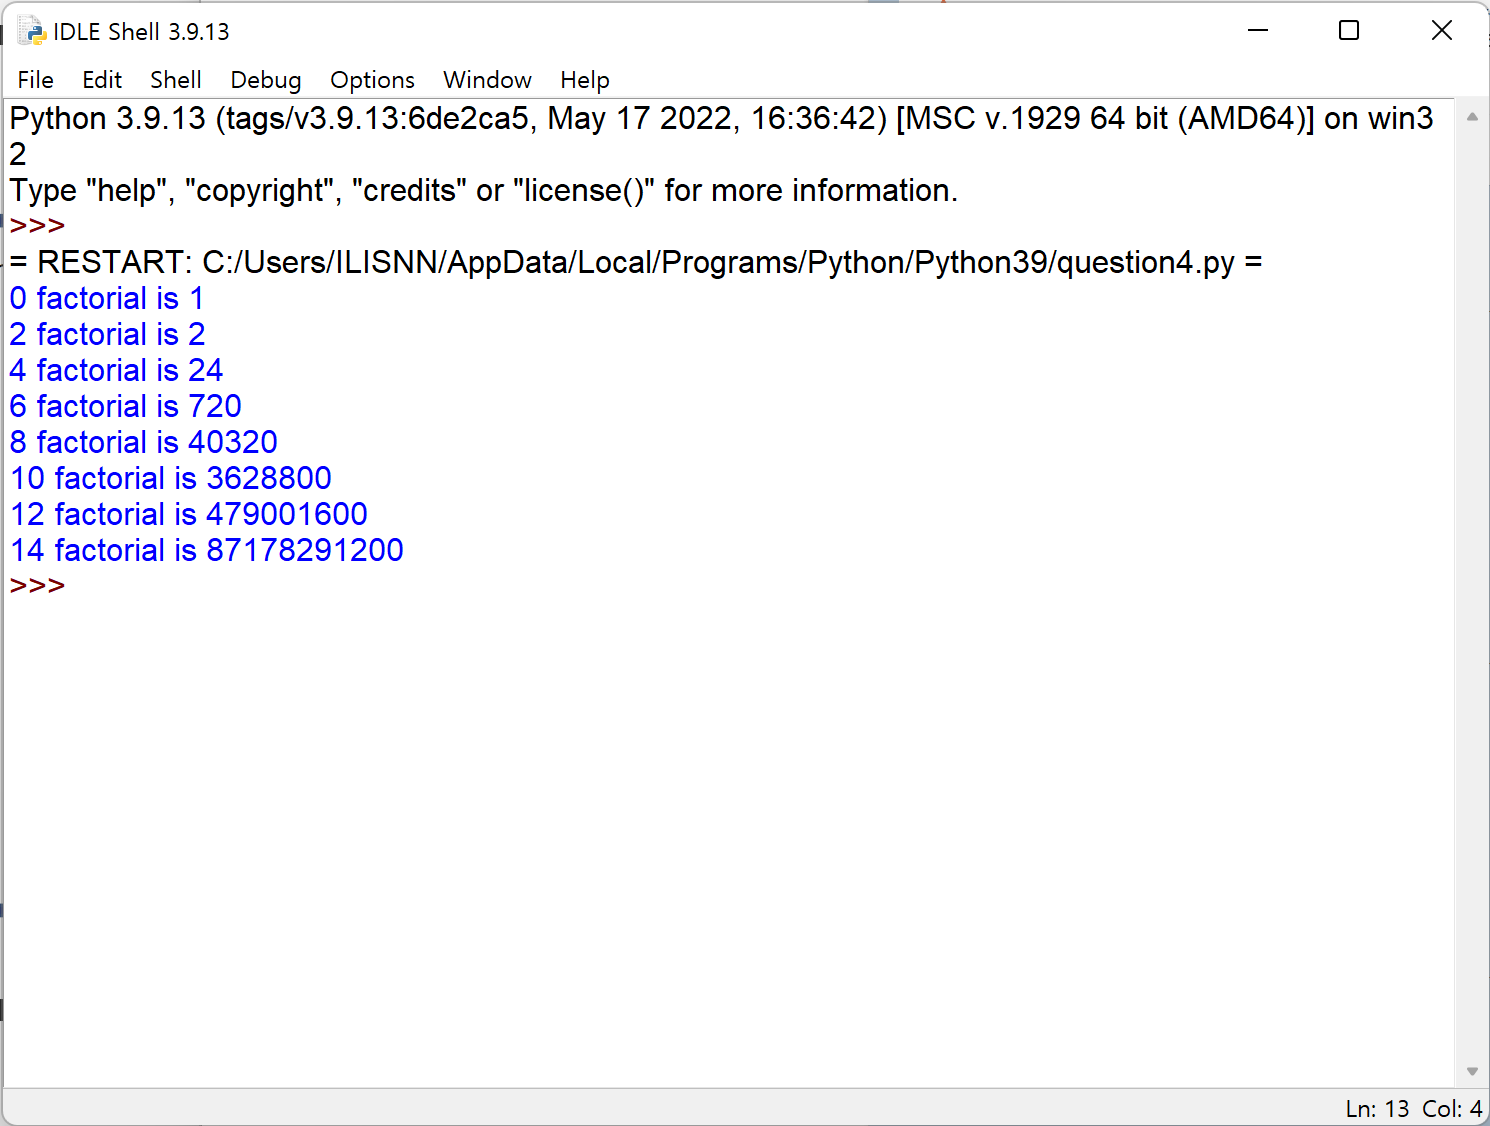 IDLE Shell 3.9.13
File Edit Shell Debug Options Window Help
Python 3.9.13 (tags/v3.9.13:6de2ca5, May 17 2022, 16:36:42) [MSC v.1929 64 bit (AMD64)] on win3
2
Type "help", "copyright", "credits" or "license()" for more information.
>>>
= RESTART: C:/Users/ILISNN/AppData/Local/Programs/Python/Python39/question4.py =
0 factorial is 1
2 factorial is 2
4 factorial is 24
6 factorial is 720
8 factorial is 40320
10 factorial is 3628800
12 factorial is 479001600
14 factorial is 87178291200
>>>
Ln: 13 Col: 4